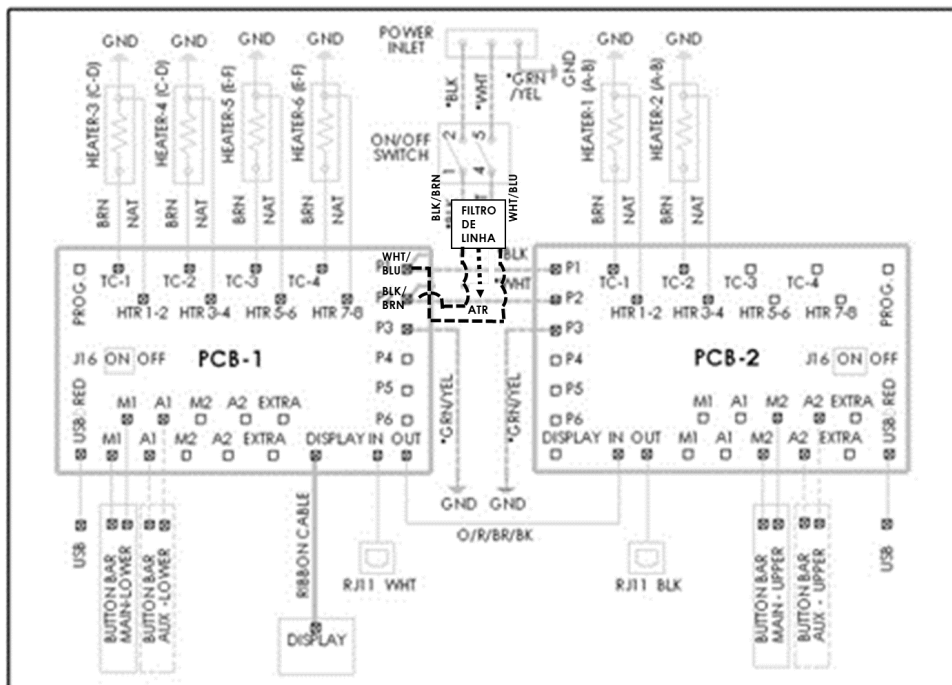 GND
GND
GND
GND
POWER
INLET
GND
GND
HEATER-3 (C-D)
HEATER-4 (C-D)
HEATER-5 (E-F)
HEATER-6 (E-F)
*BLK
*WHT
*GRN
/YEL
GND
HEATER-1 (A-B)
HEATER-2 (A-B)
ON/OFF
SWITCH
2
5
1
4
BRN
NAT
BRN
NAT
BRN
NAT
BRN
NAT
BLK/BRN
WHT/BLU
FILTRO
DE
LINHA
BRN
NAT
BRN
NAT
PROG.
TC-1
TC-2
TC-3
TC-4
HTR 1-2
HTR 3-4
HTR 5-6
HTR 7-8
WHT/
BLU
BLK/
BRN
BLK
*WHT
ATR
P1
P2
P3
TC-1
TC-2
TC-3
TC-4
HTR 1-2
HTR 3-4
HTR 5-6
HTR 7-8
PROG.
J16
ON
OFF
PCB-1
P3
P4
P5
P6
P4
P5
P6
PCB-2
J16
ON
OFF
USB
RED
M1
A1
M2
A2
EXTRA
M1
A1
M2
A2
EXTRA
DISPLAY
IN
OUT
*GRN/YEL
*GRN/YEL
M1
A1
M2
A2
EXTRA
DISPLAY
IN
OUT
M1
A1
M2
A2
EXTRA
USB
RED
GND
GND
O/R/BR/BK
USB
BUTTON BAR
MAIN-LOWER
BUTTON BAR
AUX -LOWER
RIBBON CABLE
RJ11 WHT
RJ11 BLK
BUTTON BAR
MAIN - UPPER
BUTTON BAR
AUX - UPPER
USB
DISPLAY